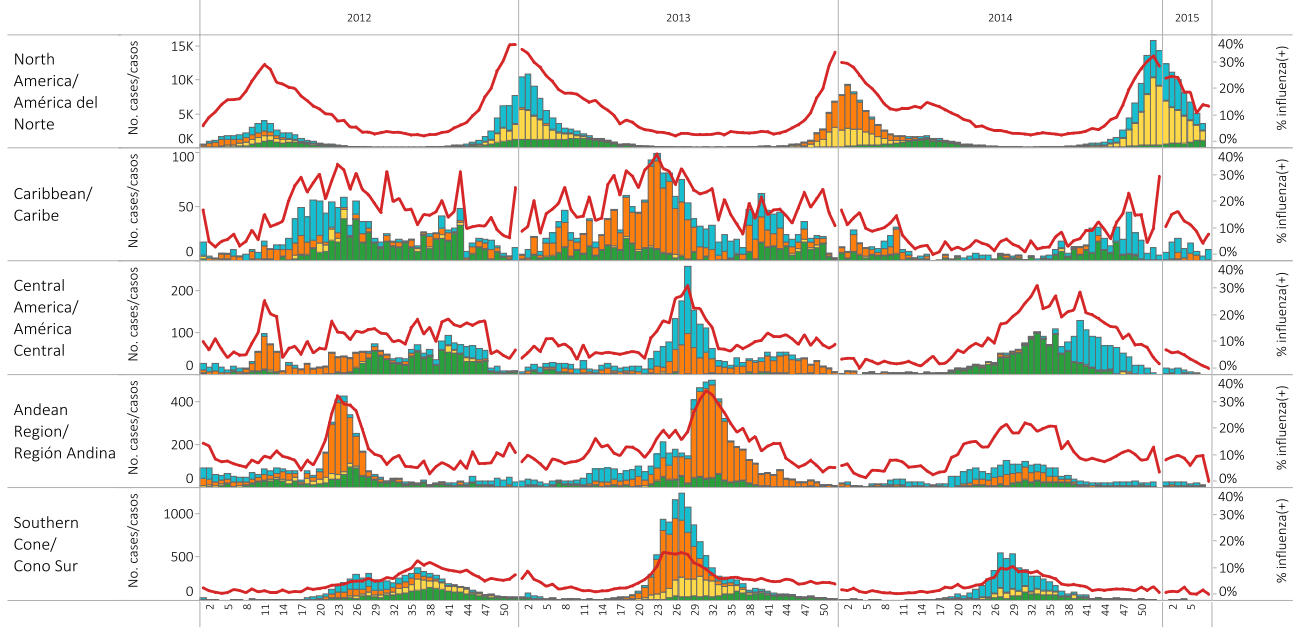 2012 2013 2014 2015
North
America/
América del
Norte
No. cases/casos
15K
10K
5K
0K
40%
30%
20%
10%
0%
% influenza(+)
Caribbean/
Caribe
No. cases/casos
100
50
0
40%
30%
20%
10%
0%
% influenza(+)
Central
America/
América
Central
No. cases/casos
200
100
0
40%
30%
20%
10%
0%
% influenza(+)
Andean
Region/
Región Andina
No. cases/casos
400
200
0
40%
30%
20%
10%
0%
% influenza(+)
Southern
Cone/
Cono Sur
No. cases/casos
1000
500
0
40%
30%
20%
10%
0%
% influenza(+)
2 5 8 11 14 17 20 23 26 29 32 35 38 41 44 47 50 2 5 8 11 14 17 20 23 26 29 32 35 38 41 44 47 50 2 5 8 11 14 17 20 23 26 29 32 35 38 41 44 47 50 2 5